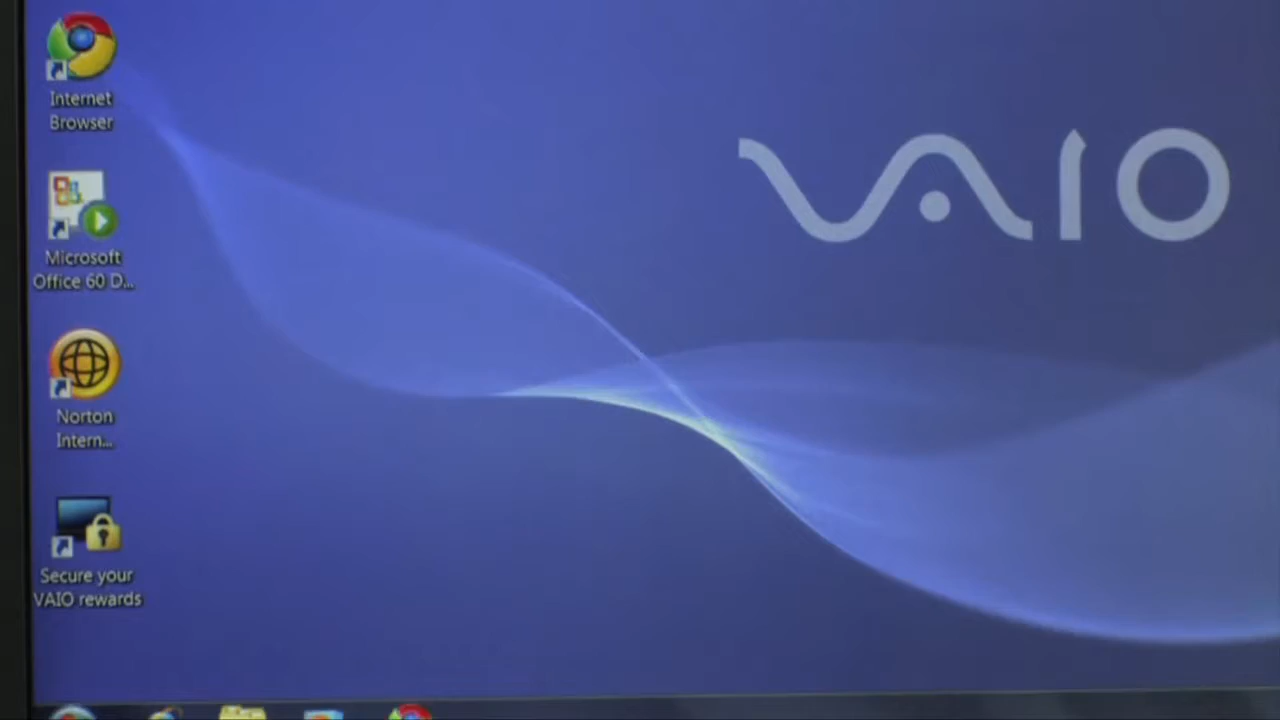 Internet
Browser
VAIO
Microsoft
Office 60 D...
Norton
Intern...
Secure your
VAIO rewards